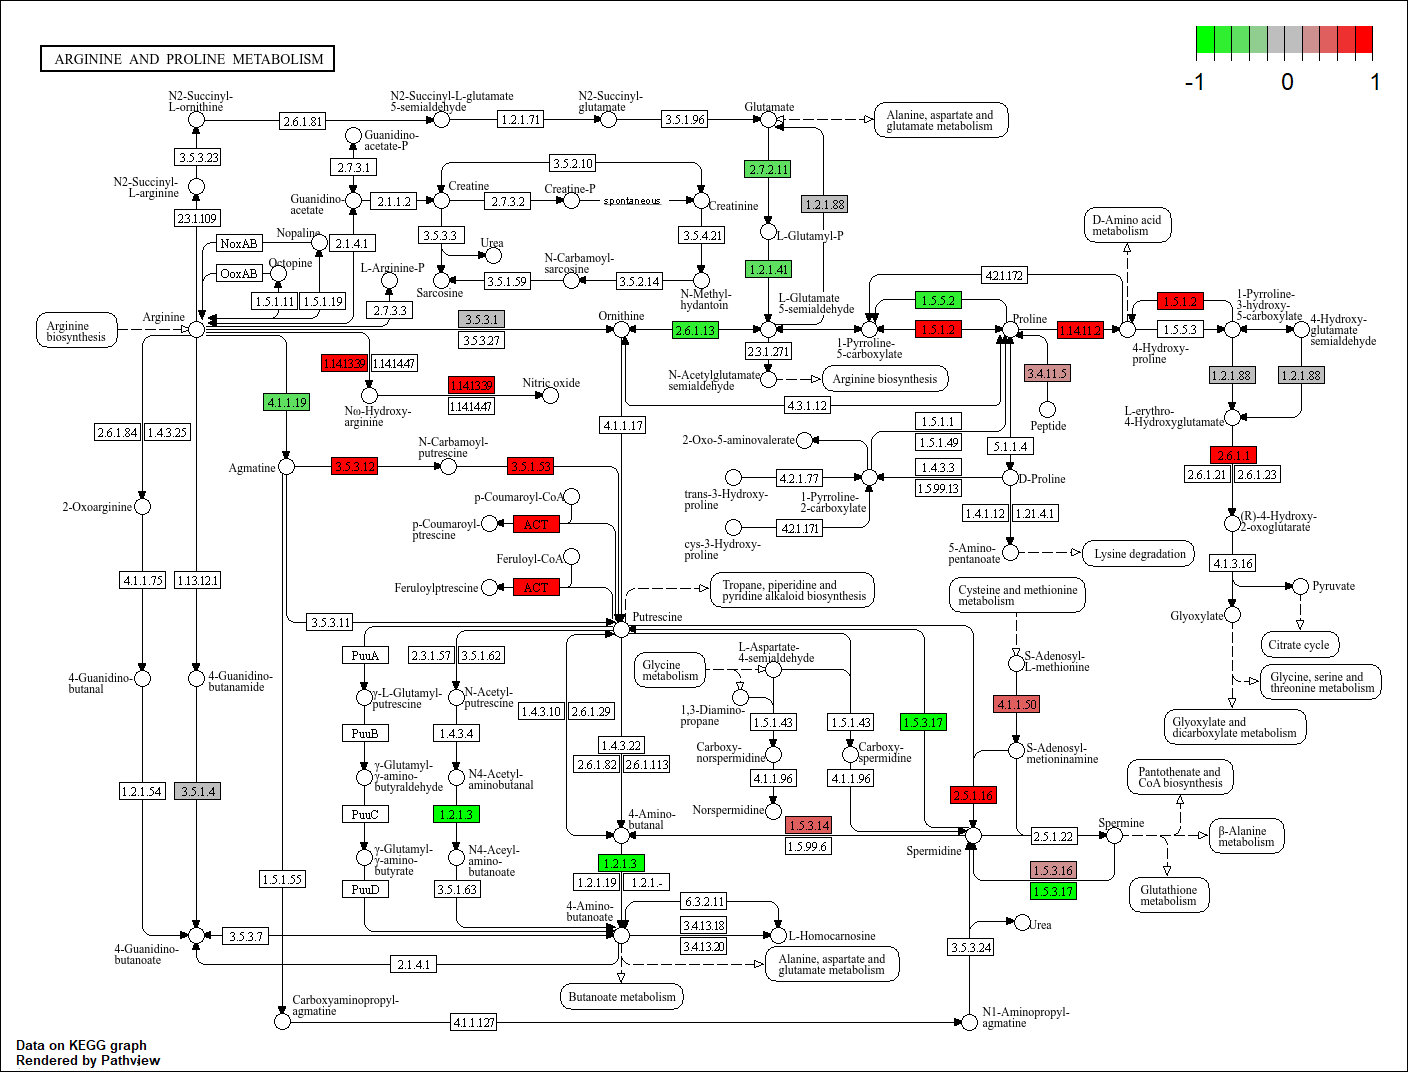 ARGININE AND PROLINE METABOLISM
-1
0
1
N2-Succinyl-
L-ornithine
2.6.1.81
N2-Succinyl-L-glutamate
5-semialdehyde
1.2.1.71
N2-Succinyl-
glutamate
3.5.1.96
Glutamate
Alanine, aspartate and
glutamate metabolism
Guanidino-
acetate-P
3.5.3.23
2.7.3.1
3.5.2.10
2.7.2.11
N2-Succinyl-
L-arginine
Guanidino-
acetate
2.1.1.2
Creatine
2.7.3.2
Creatine-P
spontaneous
Creatinine
1.2.1.88
2.3.1.109
NoxAB
Nopaline
2.1.4.1
3.5.3.3
Urea
3.5.4.21
L-Glutamyl-P
D-Amino acid
metabolism
OoxAB
Octopine
L-Arginine-P
Sarcosine
3.5.1.59
N-Carbamoyl-
sarcosine
3.5.2.14
N-Methyl-
hydantoin
1.2.1.41
4.2.1.172
1.5.1.11
1.5.1.19
2.7.3.3
L-Glutamate
5-semialdehyde
1.5.5.2
1.5.1.2
1-Pyrroline-
3-hydroxy-
5-carboxylate
Arginine
biosynthesis
Arginine
3.5.3.1
3.5.3.27
Ornithine
2.6.1.13
1.5.1.2
1-Pyrroline-
5-carboxylate
Proline
1.14.11.2
4-Hydroxy-
proline
1.5.5.3
4-Hydroxy-
glutamate
semialdehyde
2.3.1.271
1.14.13.39
1.14.14.47
N-Acetylglutamate
semialdehyde
Arginine biosynthesis
3.4.11.5
1.2.1.88
1.2.1.88
1.14.13.39
1.14.14.47
Nitric oxide
Nω-Hydroxy-
arginine
4.1.1.19
4.3.1.12
Peptide
L-erythro-
4-Hydroxyglutamate
2.6.1.84
1.4.3.25
4.1.1.17
1.5.1.1
1.5.1.49
2-Oxo-5-aminovalerate
5.1.1.4
2.6.1.1
2.6.1.21
2.6.1.23
Agmatine
3.5.3.12
N-Carbamoyl-
putrescine
3.5.1.53
4.2.1.77
1.4.3.3
1.5.99.13
D-Proline
2-Oxoarginine
p-Coumaroyl-CoA
trans-3-Hydroxy-
proline
1-Pyrroline-
2-carboxylate
1.4.1.12
1.21.4.1
p-Coumaroyl-
ptrescine
ACT
4.2.1.171
cys-3-Hydroxy-
proline
(R)-4-Hydroxy-
2-oxoglutarate
Feruloyl-CoA
5-Amino-
pentanoate
Lysine degradation
4.1.3.16
4.1.1.75
1.13.12.1
Feruloylptrescine
ACT
Tropane, piperidine and
pyridine alkaloid biosynthesis
Cysteine and methionine
metabolism
Pyruvate
3.5.3.11
Putrescine
Glyoxylate
Citrate cycle
PuuA
2.3.1.57
3.5.1.62
Glycine
metabolism
L-Aspartate-
4-semialdehyde
S-Adenosyl-
L-methionine
Glycine, serine and
threonine metabolism
4-Guanidino-
butanal
4-Guanidino-
butanamide
γ-L-Glutamyl-
putrescine
N-Acetyl-
putrescine
1.4.3.10
2.6.1.29
1,3-Diamino-
propane
1.5.1.43
1.5.1.43
1.5.3.17
4.1.1.50
Glyoxylate and
dicarboxylate metabolism
PuuB
1.4.3.4
1.4.3.22
2.6.1.82
2.6.1.113
Carboxy-
norspermidine
Carboxy-
spermidine
S-Adenosyl-
metioninamine
γ-Glutamyl-
γ-amino-
butyraldehyde
N4-Acetyl-
aminobutanal
4.1.1.96
4.1.1.96
Pantothenate and
CoA biosynthesis
1.2.1.54
3.5.1.4
PuuC
1.2.1.3
4-Amino-
butanal
Norspermidine
1.5.3.14
1.5.99.6
2.5.1.16
Spermidine
2.5.1.22
Spermine
β-Alanine
metabolism
γ-Glutamyl-
γ-amino-
butyrate
N4-Aceyl-
amino-
butanoate
1.2.1.3
1.2.1.19
1.2.1.-
1.5.3.16
1.5.3.17
Glutathione
metabolism
1.5.1.55
PuuD
3.5.1.63
4-Amino-
butanoate
6.3.2.11
3.4.13.18
3.4.13.20
L-Homocarnosine
Urea
4-Guanidino-
butanoate
3.5.3.7
2.1.4.1
Alanine, aspartate and
glutamate metabolism
3.5.3.24
Butanoate metabolism
Carboxyaminopropyl-
agmatine
4.1.1.127
N1-Aminopropyl-
agmatine
Data on KEGG graph
Rendered by Pathview